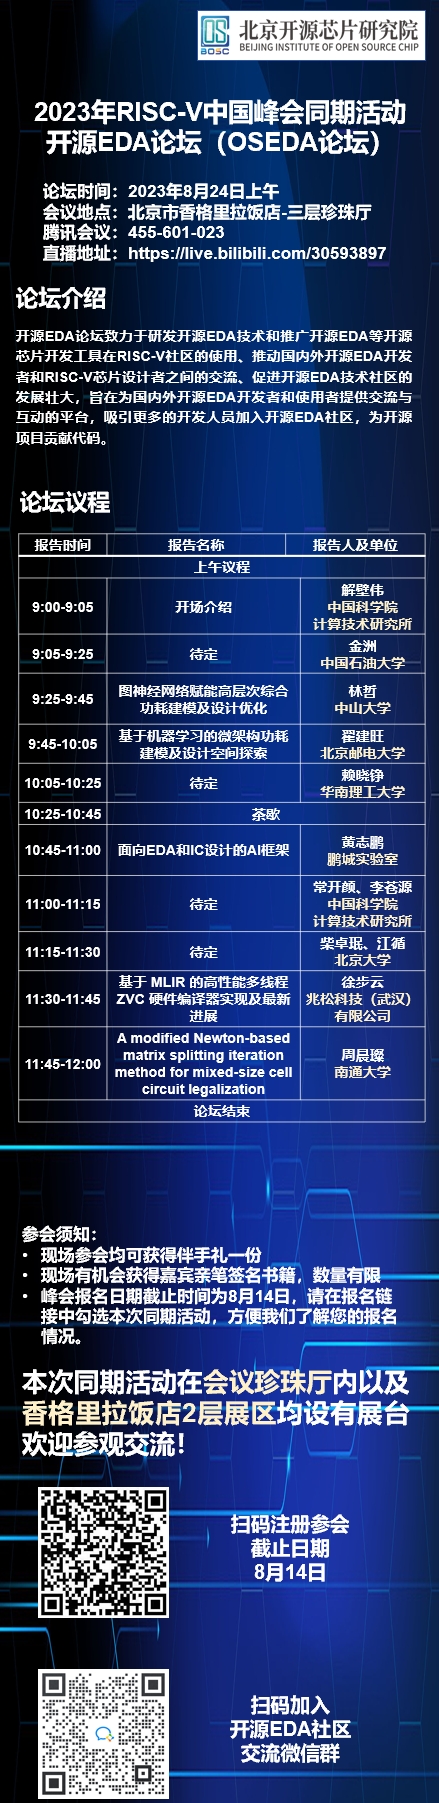 BOSC
北京开源芯片研究院
BEIJING INSTITUTE OF OPEN SOURCE CHIP
2023年RISC-V中国峰会同期活动
开源EDA论坛（OSEDA论坛）
论坛时间：2023年8月24日上午
会议地点：北京市香格里拉饭店-三层珍珠厅
腾讯会议：455-601-023
直播地址：https://live.bilibili.com/30593897
论坛介绍
开源EDA论坛致力于研发开源EDA技术和推广开源EDA等开源
芯片开发工具在RISC-V社区的使用、推动国内外开源EDA开发
者和RISC-V芯片设计者之间的交流、促进开源EDA技术社区的
发展壮大，旨在为国内外开源EDA开发者和使用者提供交流与
互动的平台，吸引更多的开发人员加入开源EDA社区，为开源
项目贡献代码。
论坛议程
报告时间 报告名称 报告人及单位
上午议程
9:00-9:05 开场介绍 解壁伟
中国科学院
计算技术研究所
9:05-9:25 待定 金洲
中国石油大学
9:25-9:45 图神经网络赋能高层次综合
功耗建模及设计优化
林哲
中山大学
9:45-10:05 基于机器学习的微架构功耗
建模及设计空间探索
翟建旺
北京邮电大学
10:05-10:25 待定 赖晓铮
华南理工大学
10:25-10:45 茶歇
10:45-11:00 面向EDA和IC设计的AI框架 黄志鹏
鹏城实验室
11:00-11:15 待定 常开颜、李苍源
中国科学院
计算技术研究所
11:15-11:30 待定 柴卓珉、江循
北京大学
11:30-11:45 基于 MLIR 的高性能多线程
ZVC 硬件编译器实现及最新
进展
徐步云
兆松科技（武汉）
有限公司
11:45-12:00 A modified Newton-based
matrix splitting iteration
method for mixed-size cell
circuit legalization
周晨璨
南通大学
论坛结束
参会须知：
• 现场参会均可获得伴手礼一份
• 现场有机会获得嘉宾亲笔签名书籍，数量有限
• 峰会报名日期截止时间为8月14日，请在报名链
接中勾选本次同期活动，方便我们了解您的报名
情况。
本次同期活动在会议珍珠厅内以及
香格里拉饭店2层展区均设有展台
欢迎参观交流！
扫码注册参会
截止日期
8月14日
扫码加入
开源EDA社区
交流微信群